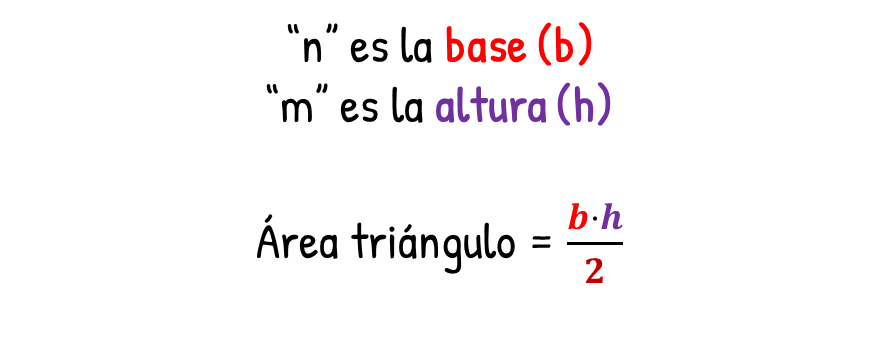 “n” es la base (b)
“m” es la altura (h)
Área triángulo = b·h
2